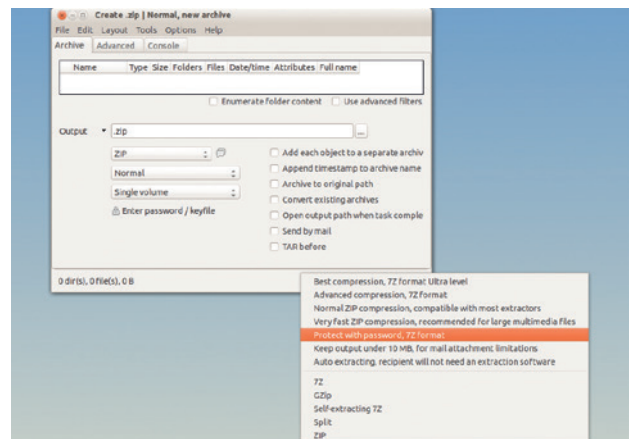 Create .zip | Normal, new archive
File Edit Layout Tools Options Help
Archive Advanced Console
Name Type Size Folders Files Date/time Attributes Full name
Enumerate folder content Use advanced filters
Output .zip ...
ZIP Add each object to a separate archiv
Append timestamp to archive name
Normal
Archive to original path
Single volume
Convert existing archives
Enter password / keyfile
Open output path when task comple
Send by mail
TAR before
0 dir(s), 0 file(s), 0 B
Best compression, 7Z format Ultra level
Advanced compression, 7Z format
Normal ZIP compression, compatible with most extractors
Very fast ZIP compression, recommended for large multimedia files
Protect with password, 7Z format
Keep output under 10 MB, for mail attachment limitations
Auto extracting, recipient will not need an extraction software
7Z
GZip
Self-extracting 7Z
Split
ZIP